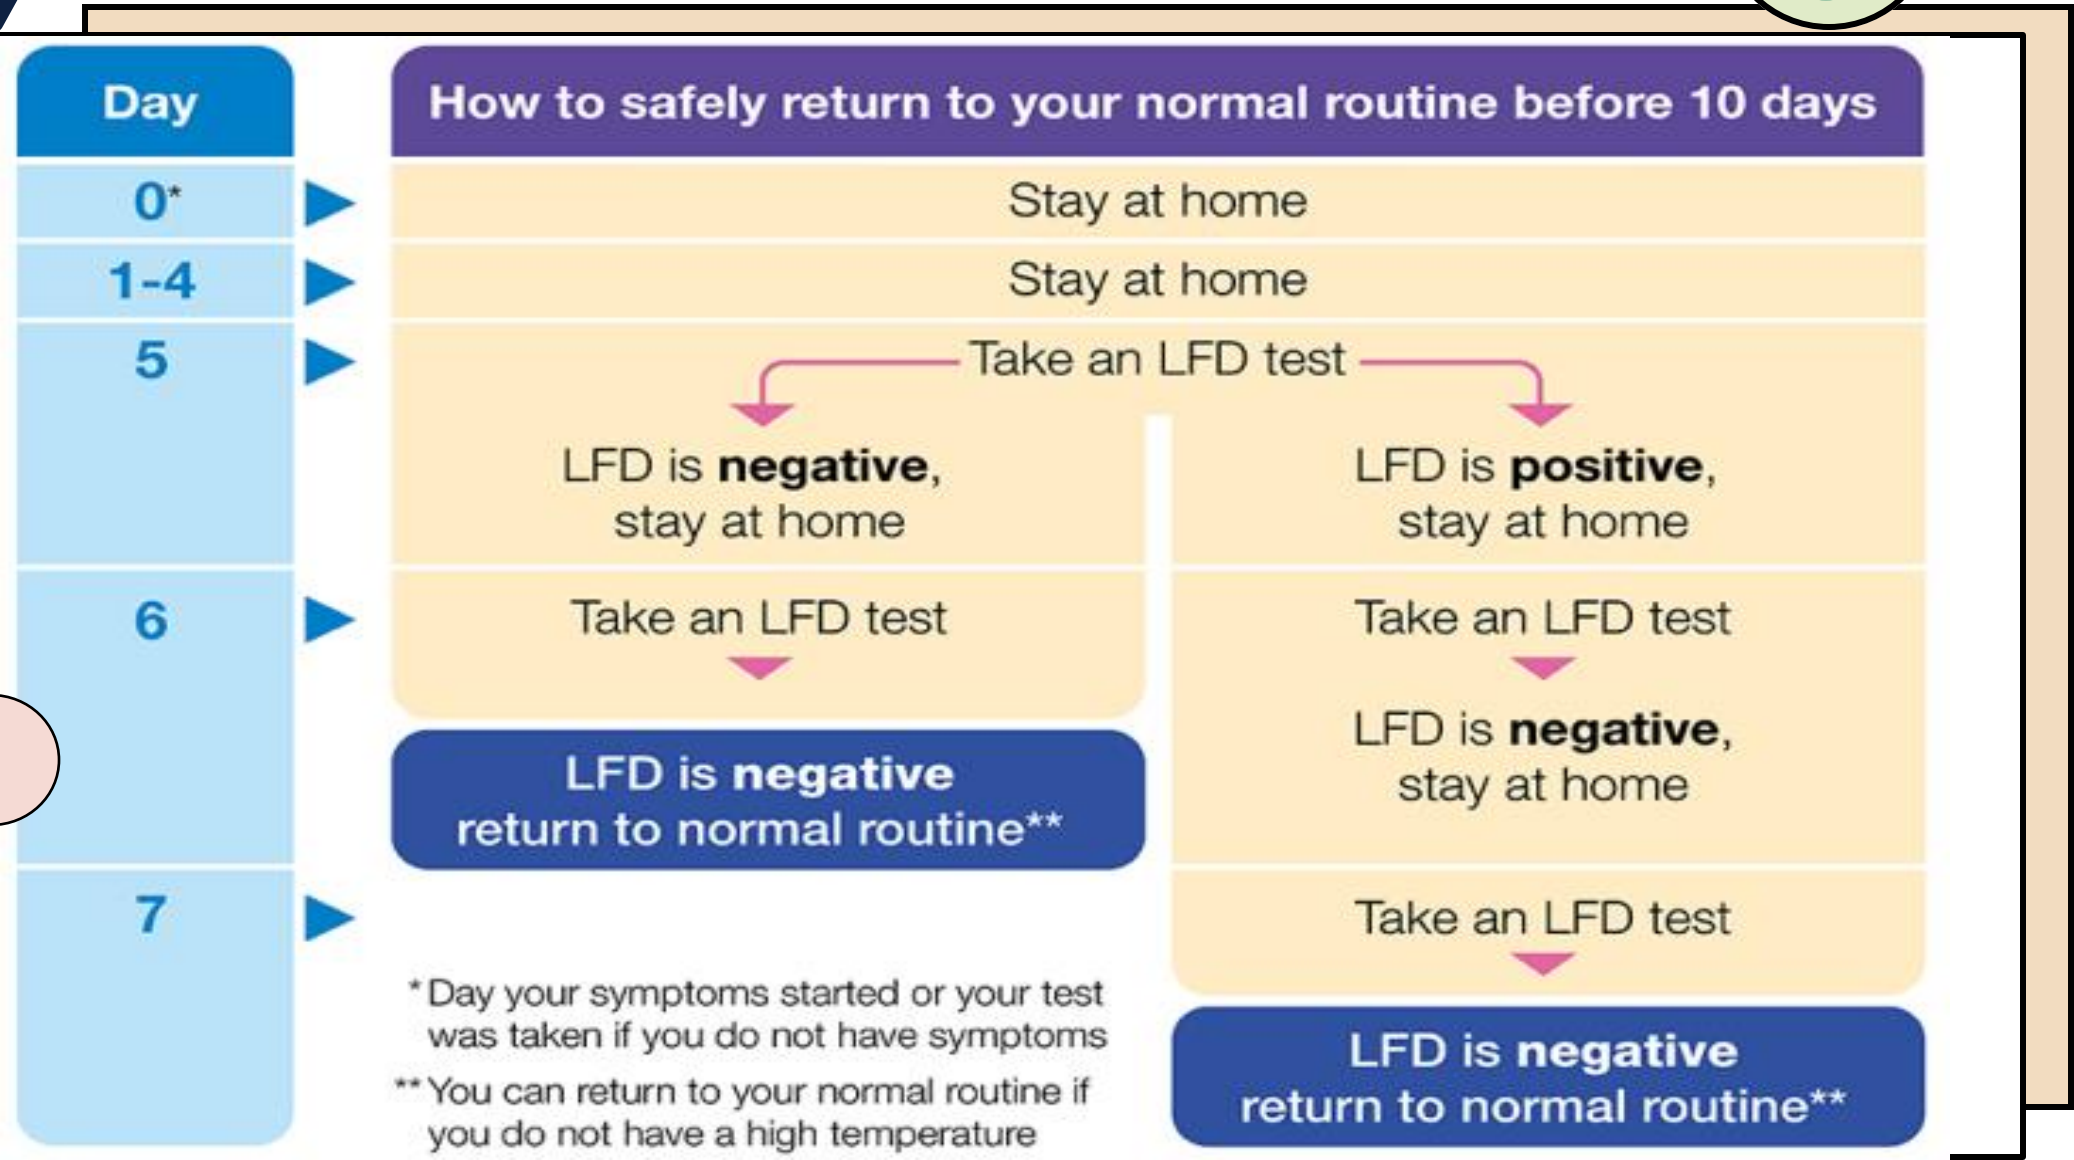 Day
How to safely return to your normal routine before 10 days
0*
Stay at home
1-4
Stay at home
5
Take an LFD test
LFD is negative,
stay at home
LFD is positive,
stay at home
6
Take an LFD test
LFD is negative
return to normal routine**
Take an LFD test
LFD is negative,
stay at home
7
Take an LFD test
LFD is negative
return to normal routine**
*Day your symptoms started or your test
was taken if you do not have symptoms
**You can return to your normal routine if
you do not have a high temperature